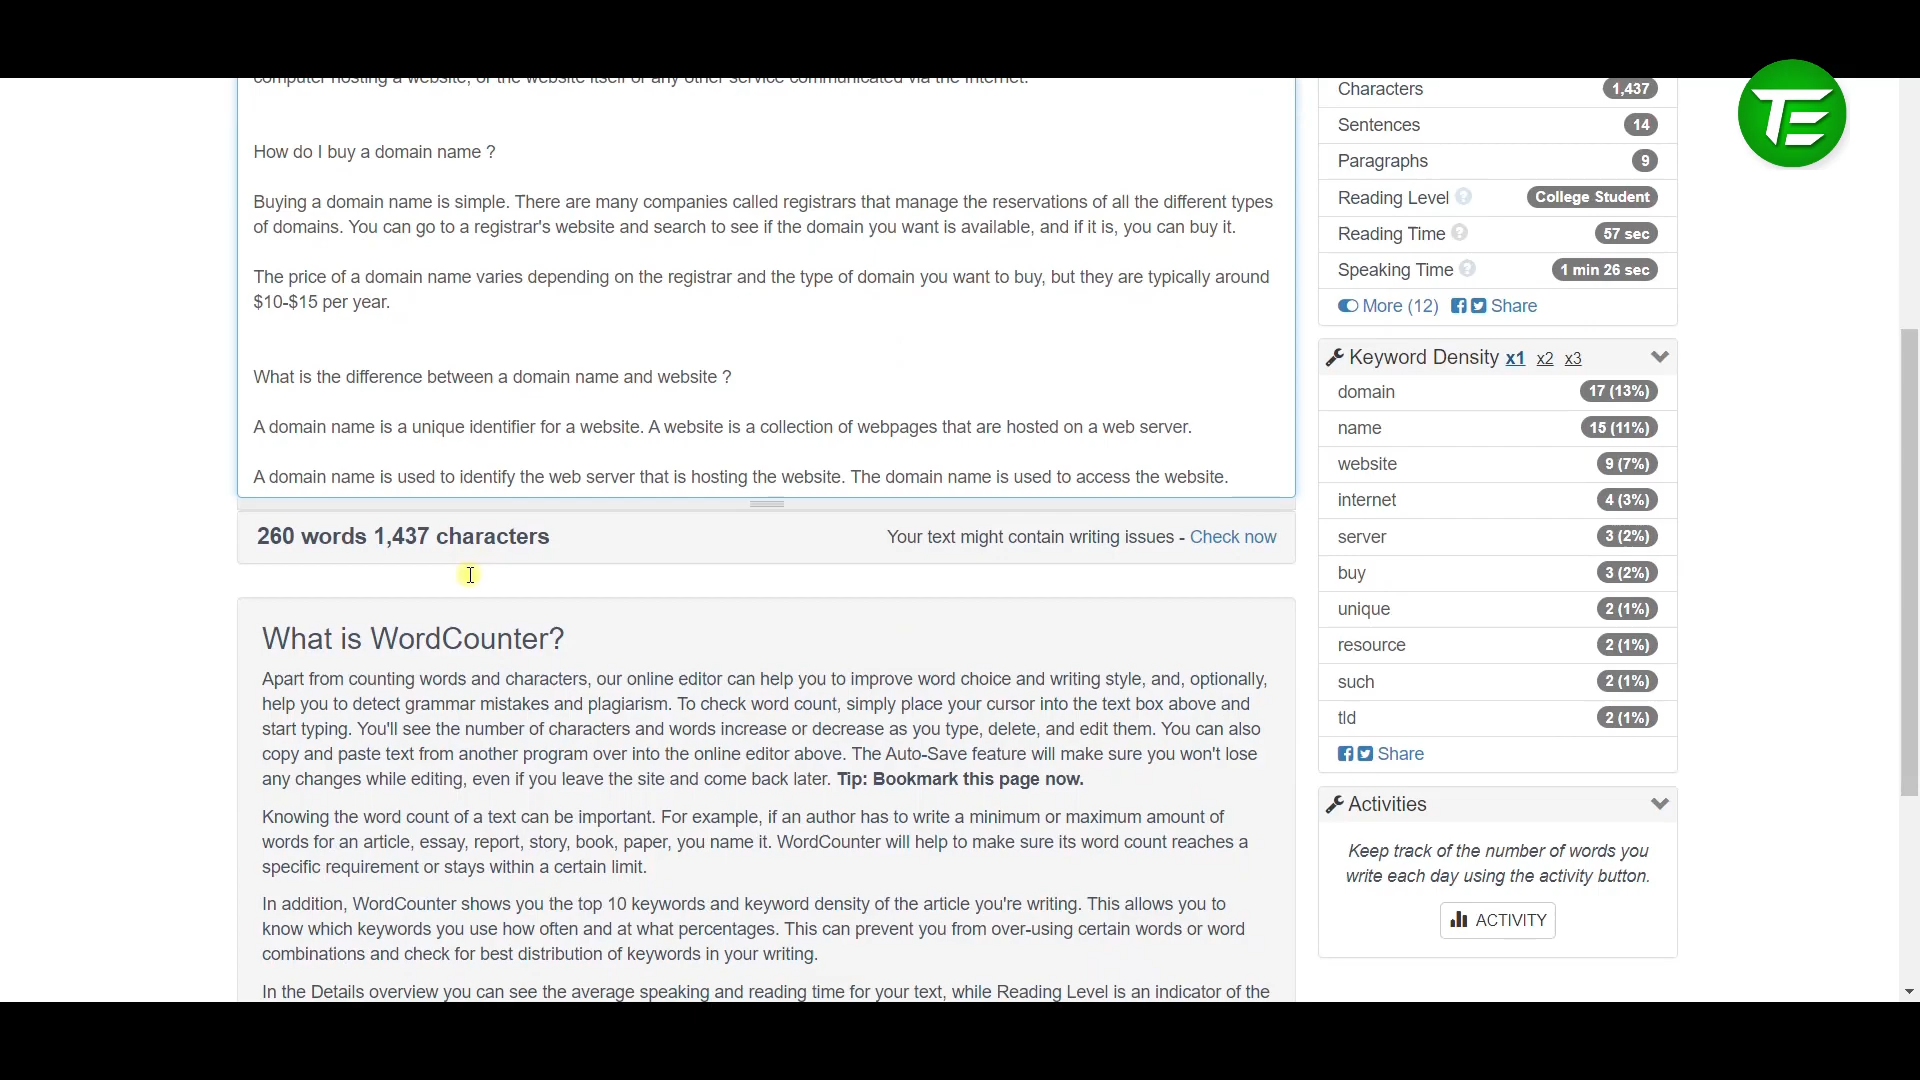 computer hosting a website, or the website itself or any other service communicated via the Internet.
How do I buy a domain name ?
Buying a domain name is simple. There are many companies called registrars that manage the reservations of all the different types
of domains. You can go to a registrar's website and search to see if the domain you want is available, and if it is, you can buy it.
The price of a domain name varies depending on the registrar and the type of domain you want to buy, but they are typically around
$10-$15 per year.
What is the difference between a domain name and website ?
A domain name is a unique identifier for a website. A website is a collection of webpages that are hosted on a web server.
A domain name is used to identify the web server that is hosting the website. The domain name is used to access the website.
260 words 1,437 characters
Your text might contain writing issues - Check now
What is WordCounter?
Apart from counting words and characters, our online editor can help you to improve word choice and writing style, and, optionally,
help you to detect grammar mistakes and plagiarism. To check word count, simply place your cursor into the text box above and
start typing. You'll see the number of characters and words increase or decrease as you type, delete, and edit them. You can also
copy and paste text from another program over into the online editor above. The Auto-Save feature will make sure you won't lose
any changes while editing, even if you leave the site and come back later. Tip: Bookmark this page now.
Knowing the word count of a text can be important. For example, if an author has to write a minimum or maximum amount of
words for an article, essay, report, story, book, paper, you name it. WordCounter will help to make sure its word count reaches a
specific requirement or stays within a certain limit.
In addition, WordCounter shows you the top 10 keywords and keyword density of the article you're writing. This allows you to
know which keywords you use how often and at what percentages. This can prevent you from over-using certain words or word
combinations and check for best distribution of keywords in your writing.
In the Details overview you can see the average speaking and reading time for your text, while Reading Level is an indicator of the
Characters 1,437
Sentences 14
Paragraphs 9
Reading Level College Student
Reading Time 57 sec
Speaking Time 1 min 26 sec
More (12) Share
Keyword Density x1 x2 x3
domain 17 (13%)
name 15 (11%)
website 9 (7%)
internet 4 (3%)
server 3 (2%)
buy 3 (2%)
unique 2 (1%)
resource 2 (1%)
such 2 (1%)
tld 2 (1%)
Share
Activities
Keep track of the number of words you
write each day using the activity button.
ACTIVITY
TE